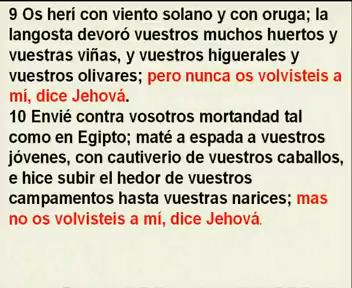 9 Os herí con viento solano y con oruga; la
langosta devoró vuestros muchos huertos y
vuestras viñas, y vuestros higuerales y
vuestros olivares; pero nunca os volvisteis a
mí, dice Jehová.
10 Envié contra vosotros mortandad tal
como en Egipto; maté a espada a vuestros
jóvenes, con cautiverio de vuestros caballos,
e hice subir el hedor de vuestros
campamentos hasta vuestras narices; mas
no os volvisteis a mí, dice Jehová.